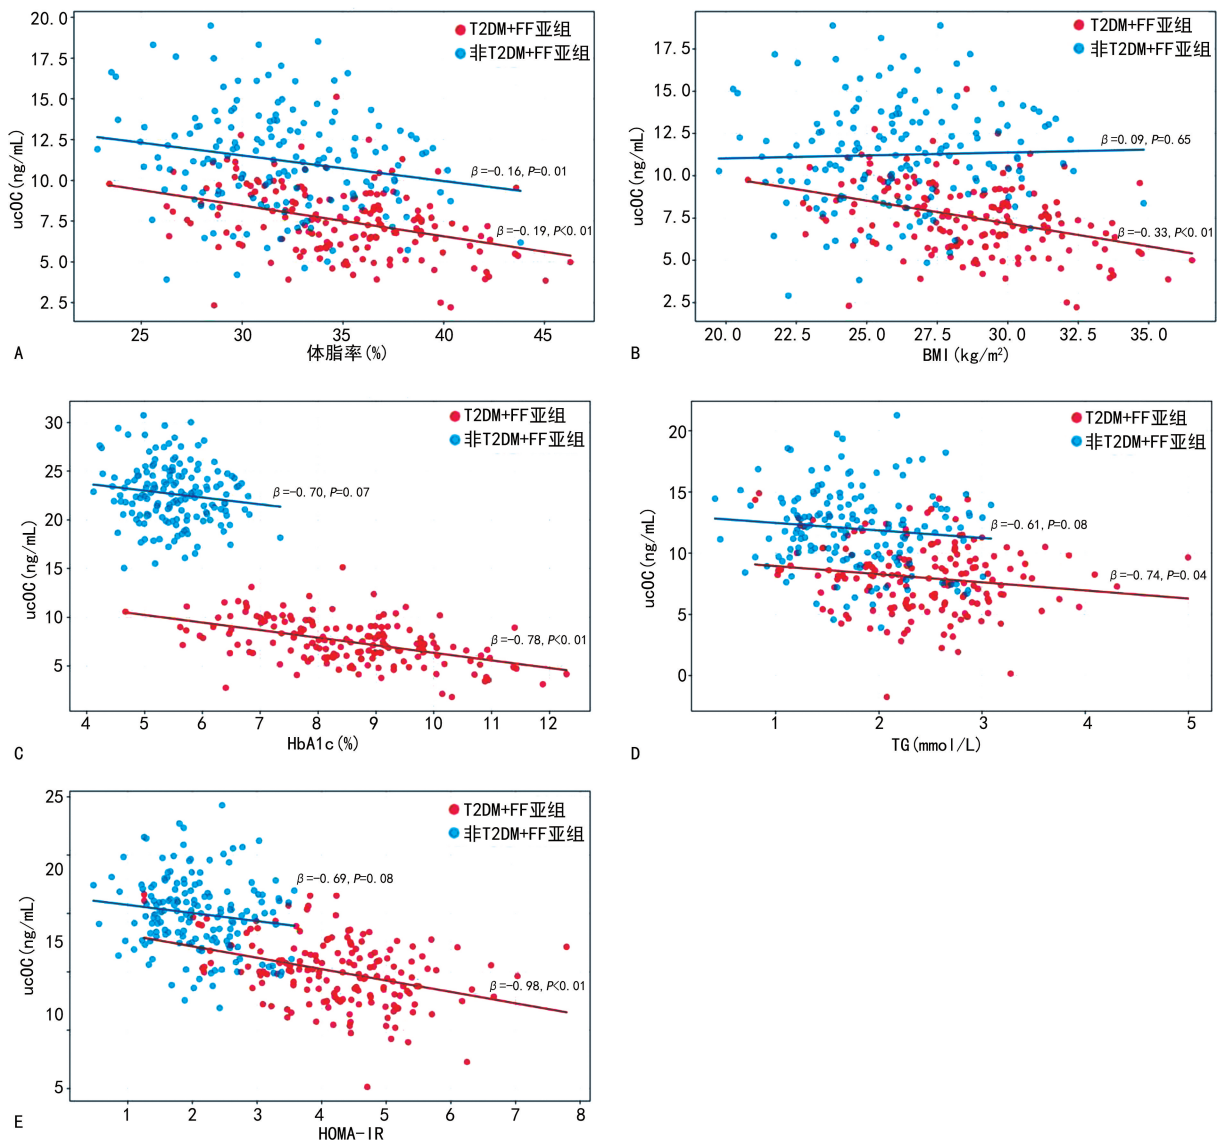 20.0
17.5
15.0
12.5
10.0
7.5
5.0
2.5
ucOC(ng/mL)
T2DM+FF亚组
非T2DM+FF亚组
β=-0.16, P=0.01
β=-0.19, P<0.01
25 30 35 40 45
体脂率(%)
A
17.5
15.0
12.5
10.0
7.5
5.0
2.5
ucOC(ng/mL)
T2DM+FF亚组
非T2DM+FF亚组
β=0.09, P=0.65
β=-0.33, P<0.01
20.0 22.5 25.0 27.5 30.0 32.5 35.0
BMI(kg/m²)
B
30
25
20
15
10
5
ucOC(ng/mL)
T2DM+FF亚组
非T2DM+FF亚组
β=-0.70, P=0.07
β=-0.78, P<0.01
4 5 6 7 8 9 10 11 12
HbA1c(%)
C
20
15
10
5
0
ucOC(ng/mL)
T2DM+FF亚组
非T2DM+FF亚组
β=-0.61, P=0.08
β=-0.74, P=0.04
1 2 3 4 5
TG(mmol/L)
D
25
20
15
10
5
ucOC(ng/mL)
T2DM+FF亚组
非T2DM+FF亚组
β=-0.69, P=0.08
β=-0.98, P<0.01
1 2 3 4 5 6 7 8
HOMA-IR
E